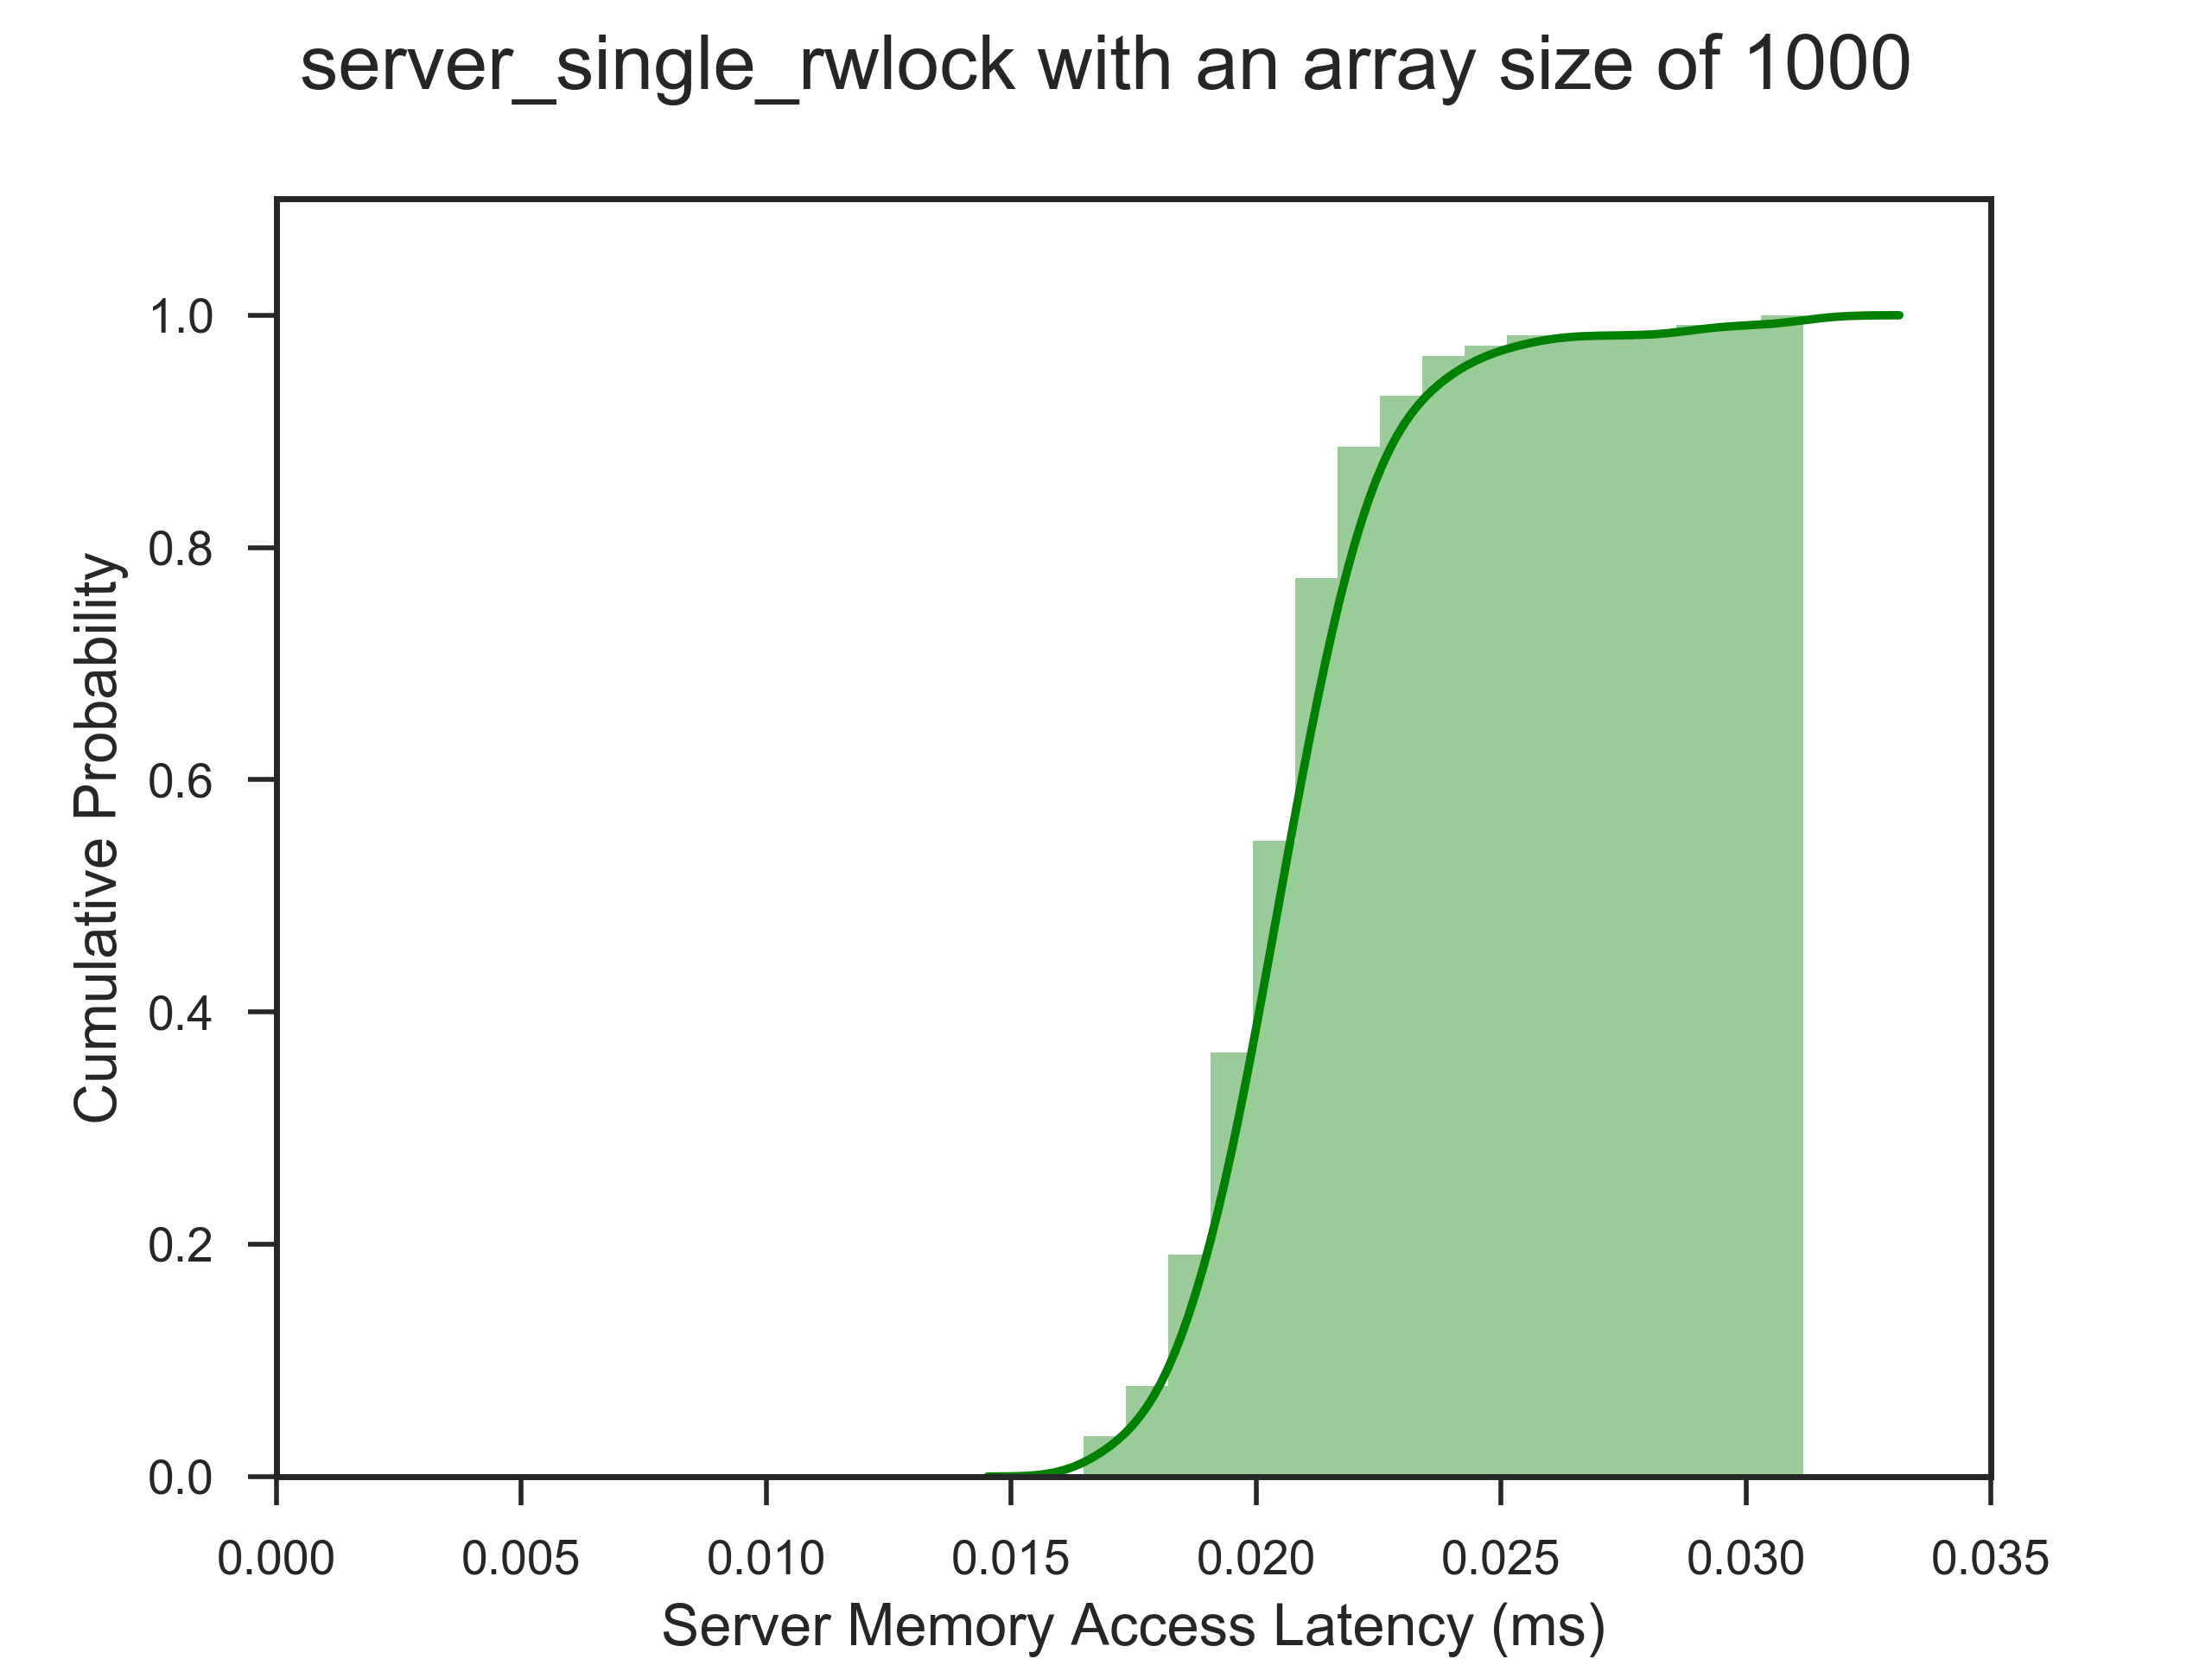 server_single_rwlock with an array size of 1000
1.0
0.8
0.6
0.4
0.2
0.0
Cumulative Probability
0.000 0.005 0.010 0.015 0.020 0.025 0.030 0.035
Server Memory Access Latency (ms)